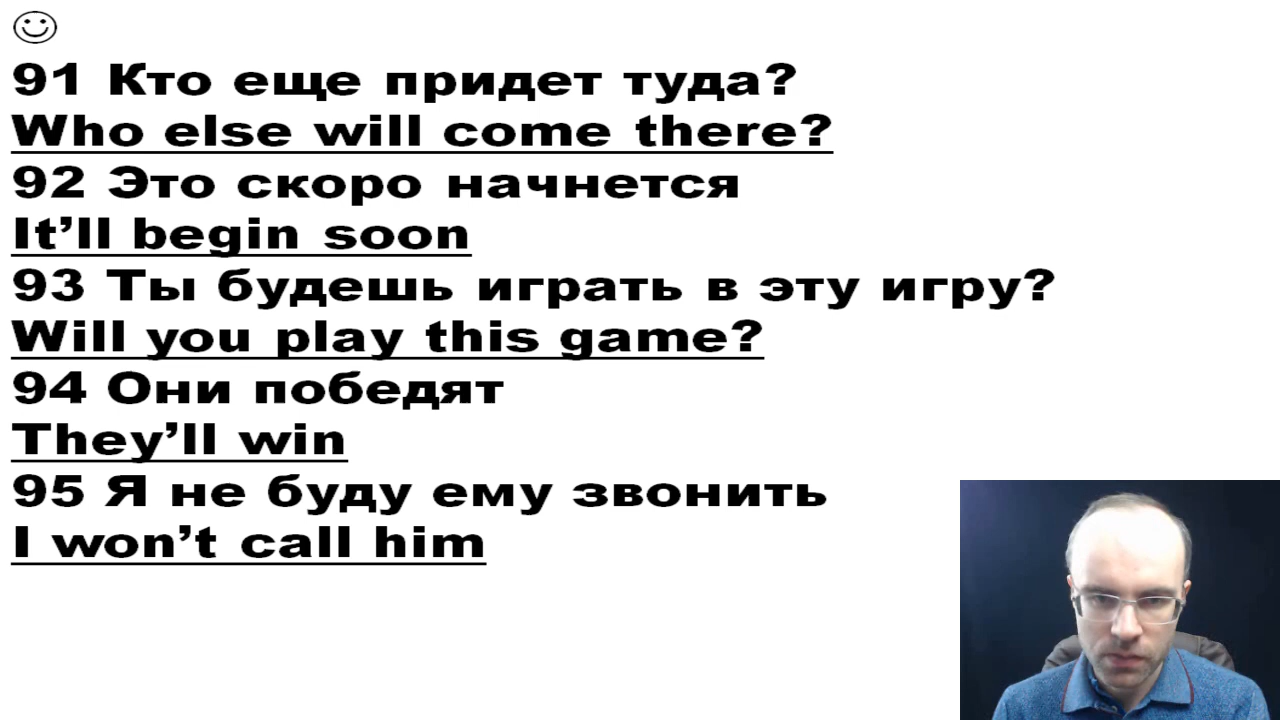 91 Кто еще придет туда?
Who else will come there?
92 Это скоро начнется
It’ll begin soon
93 Ты будешь играть в эту игру?
Will you play this game?
94 Они победят
They’ll win
95 Я не буду ему звонить
I won’t call him